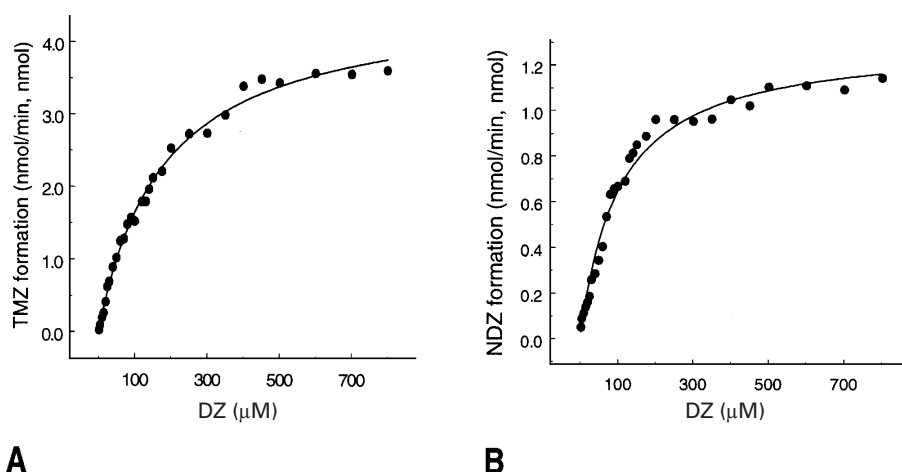 4.0
3.0
2.0
1.0
0.0
TMZ formation (nmol/min, nmol)
100 300 500 700
DZ (μM)
A
1.2
1.0
0.8
0.6
0.4
0.2
0.0
NDZ formation (nmol/min, nmol)
100 300 500 700
DZ (μM)
B